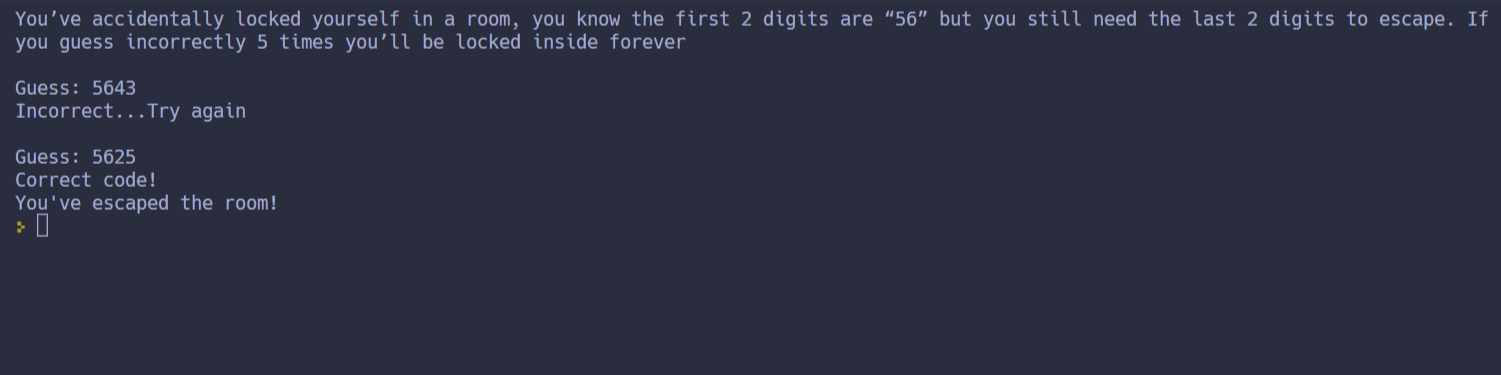 You’ve accidentally locked yourself in a room, you know the first 2 digits are “56” but you still need the last 2 digits to escape. If
you guess incorrectly 5 times you’ll be locked inside forever
Guess: 5643
Incorrect...Try again
Guess: 5625
Correct code!
You've escaped the room!